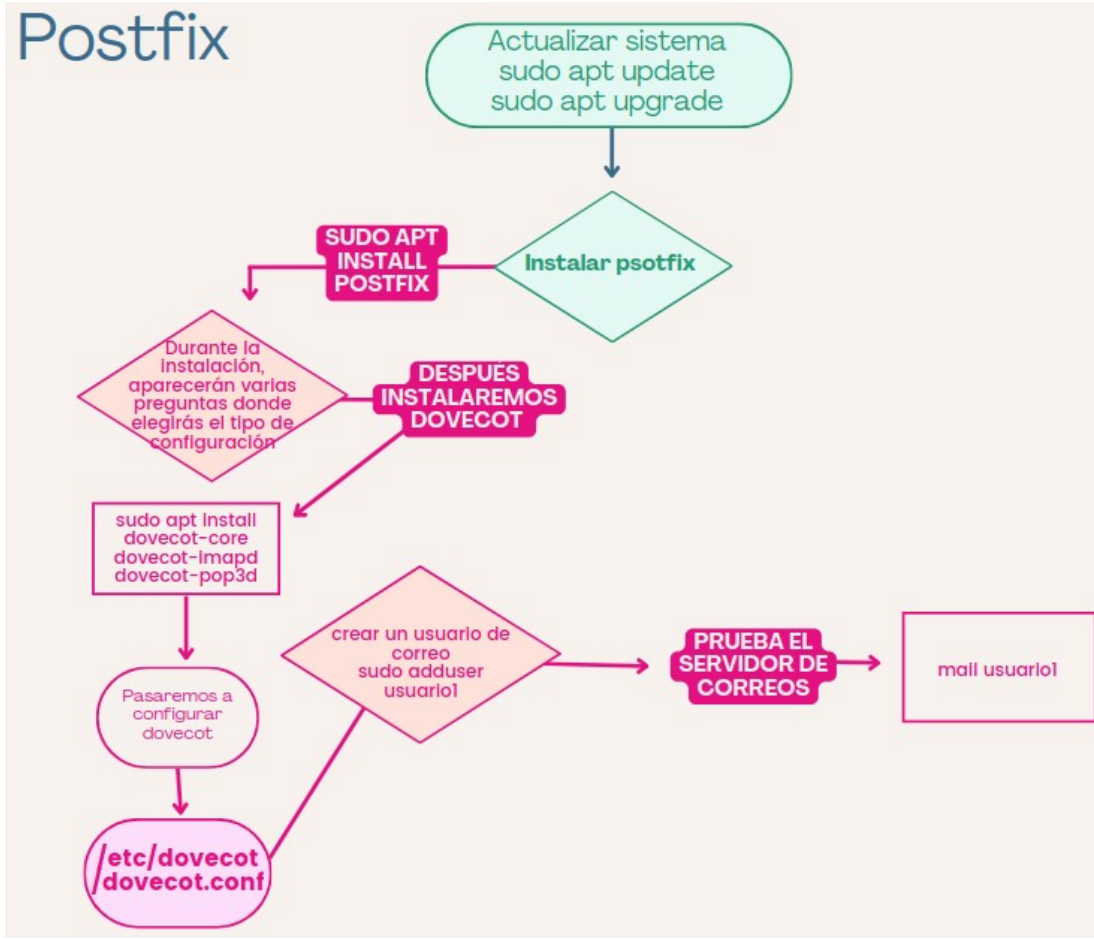 Postfix
Actualizar sistema
sudo apt update
sudo apt upgrade
Instalar psotfix
SUDO APT
INSTALL
POSTFIX
Durante la
instalación,
aparecerán varias
preguntas donde
elegirás el tipo de
configuración
DESPUÉS
INSTALAREMOS
DOVECOT
sudo apt install
dovecot-core
dovecot-imapd
dovecot-pop3d
Pasaremos a
configurar
dovecot
/etc/dovecot
/dovecot.conf
crear un usuario de
correo
sudo adduser
usuario1
PRUEBA EL
SERVIDOR DE
CORREOS
mail usuario1